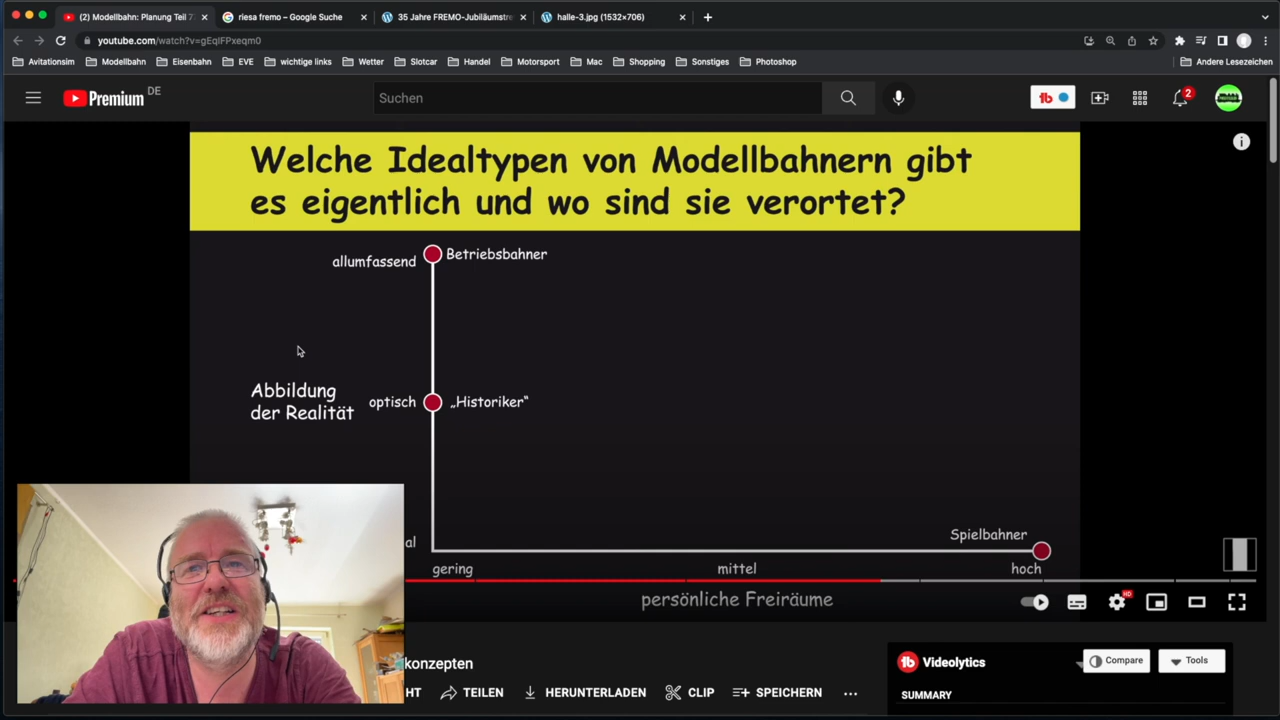 (2) Modellbahn: Planung Teil 7:
riesa fremo – Google Suche
35 Jahre FREMO-Jubiläumstre
halle-3.jpg (1532×706)
youtube.com/watch?v=gEqIFPxeqm0
Avitationsim
Modellbahn
Eisenbahn
EVE
wichtige links
Wetter
Slotcar
Handel
Motorsport
Mac
Shopping
Sonstiges
Photoshop
Andere Lesezeichen
Premium DE
Suchen
2
Welche Idealtypen von Modellbahnern gibt
es eigentlich und wo sind sie verortet?
allumfassend
Betriebsbahner
Abbildung
der Realität
optisch
„Historiker“
al
Spielbahner
gering
mittel
hoch
persönliche Freiräume
HD
konzepten
HT
TEILEN
HERUNTERLADEN
CLIP
SPEICHERN
Videolytics
Compare
Tools
SUMMARY